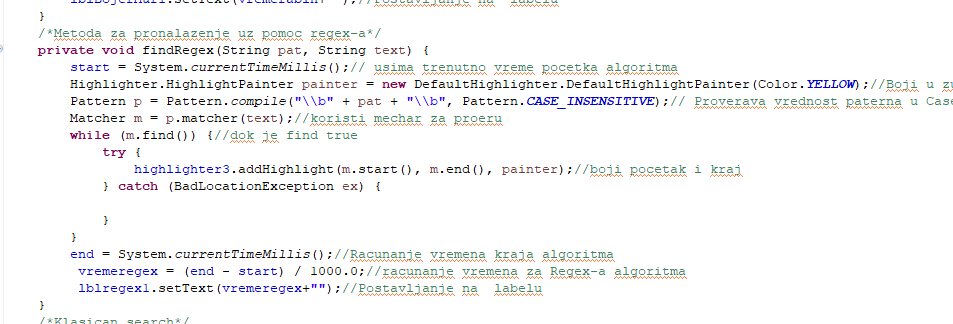 lblBojeinari.setText(vremerabin+"");//Postavljanje na  labelu
}
/*Metoda za pronalazenje uz pomoc regex-a*/
private void findRegex(String pat, String text) {
start = System.currentTimeMillis();// usima trenutno vreme pocetka algoritma
Highlighter.HighlightPainter painter = new DefaultHighlighter.DefaultHighlightPainter(Color.YELLOW);//Boji u
Pattern p = Pattern.compile("\\b" + pat + "\\b", Pattern.CASE_INSENSITIVE);// Proverava vrednost paterna u Case
Matcher m = p.matcher(text);//koristi mechar za proeru
while (m.find()) {//dok je find true
try {
highlighter3.addHighlight(m.start(), m.end(), painter);//boji pocetak i kraj
} catch (BadLocationException ex) {
}
}
end = System.currentTimeMillis();//Racunanje vremena kraja algoritma
vremeregex = (end - start) / 1000.0;//racunanje vremena za Regex-a algoritma
lblregex1.setText(vremeregex+"");//Postavljanje na  labelu
}
/*Klasican search*/